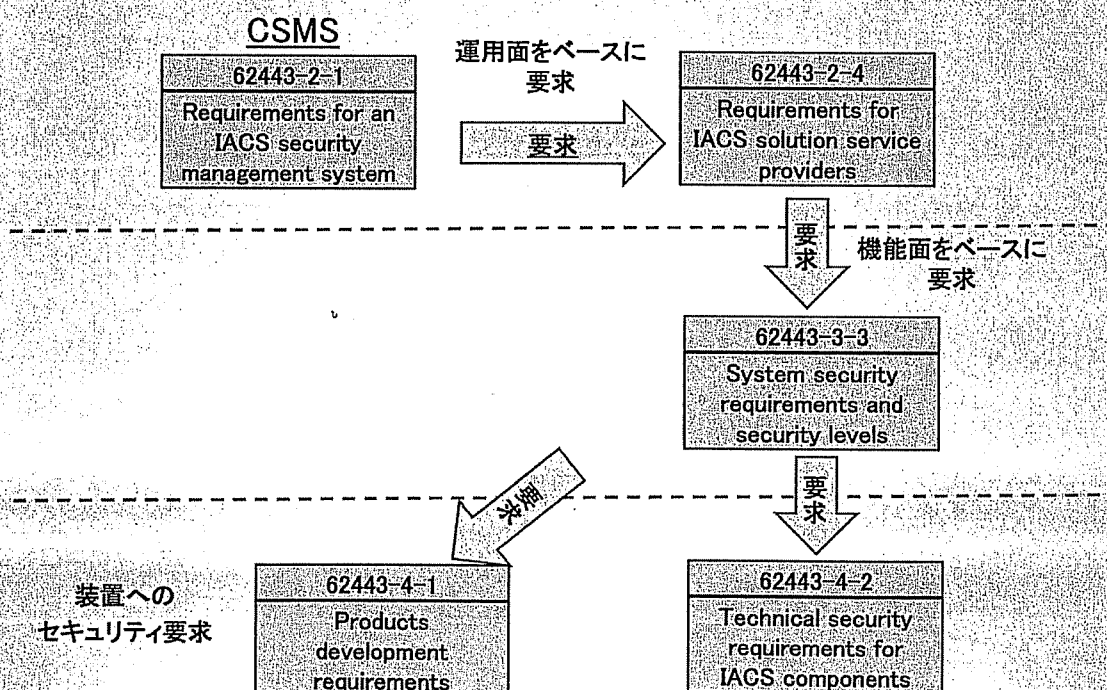 CSMS
62443-2-1
Requirements for an
IACS security
management system
運用面をベースに
要求
要求
62443-2-4
Requirements for
IACS solution service
providers
要求
機能面をベースに
要求
62443-3-3
System security
requirements and
security levels
要求
要求
装置への
セキュリティ要求
62443-4-1
Products
development
requirements
62443-4-2
Technical security
requirements for
IACS components